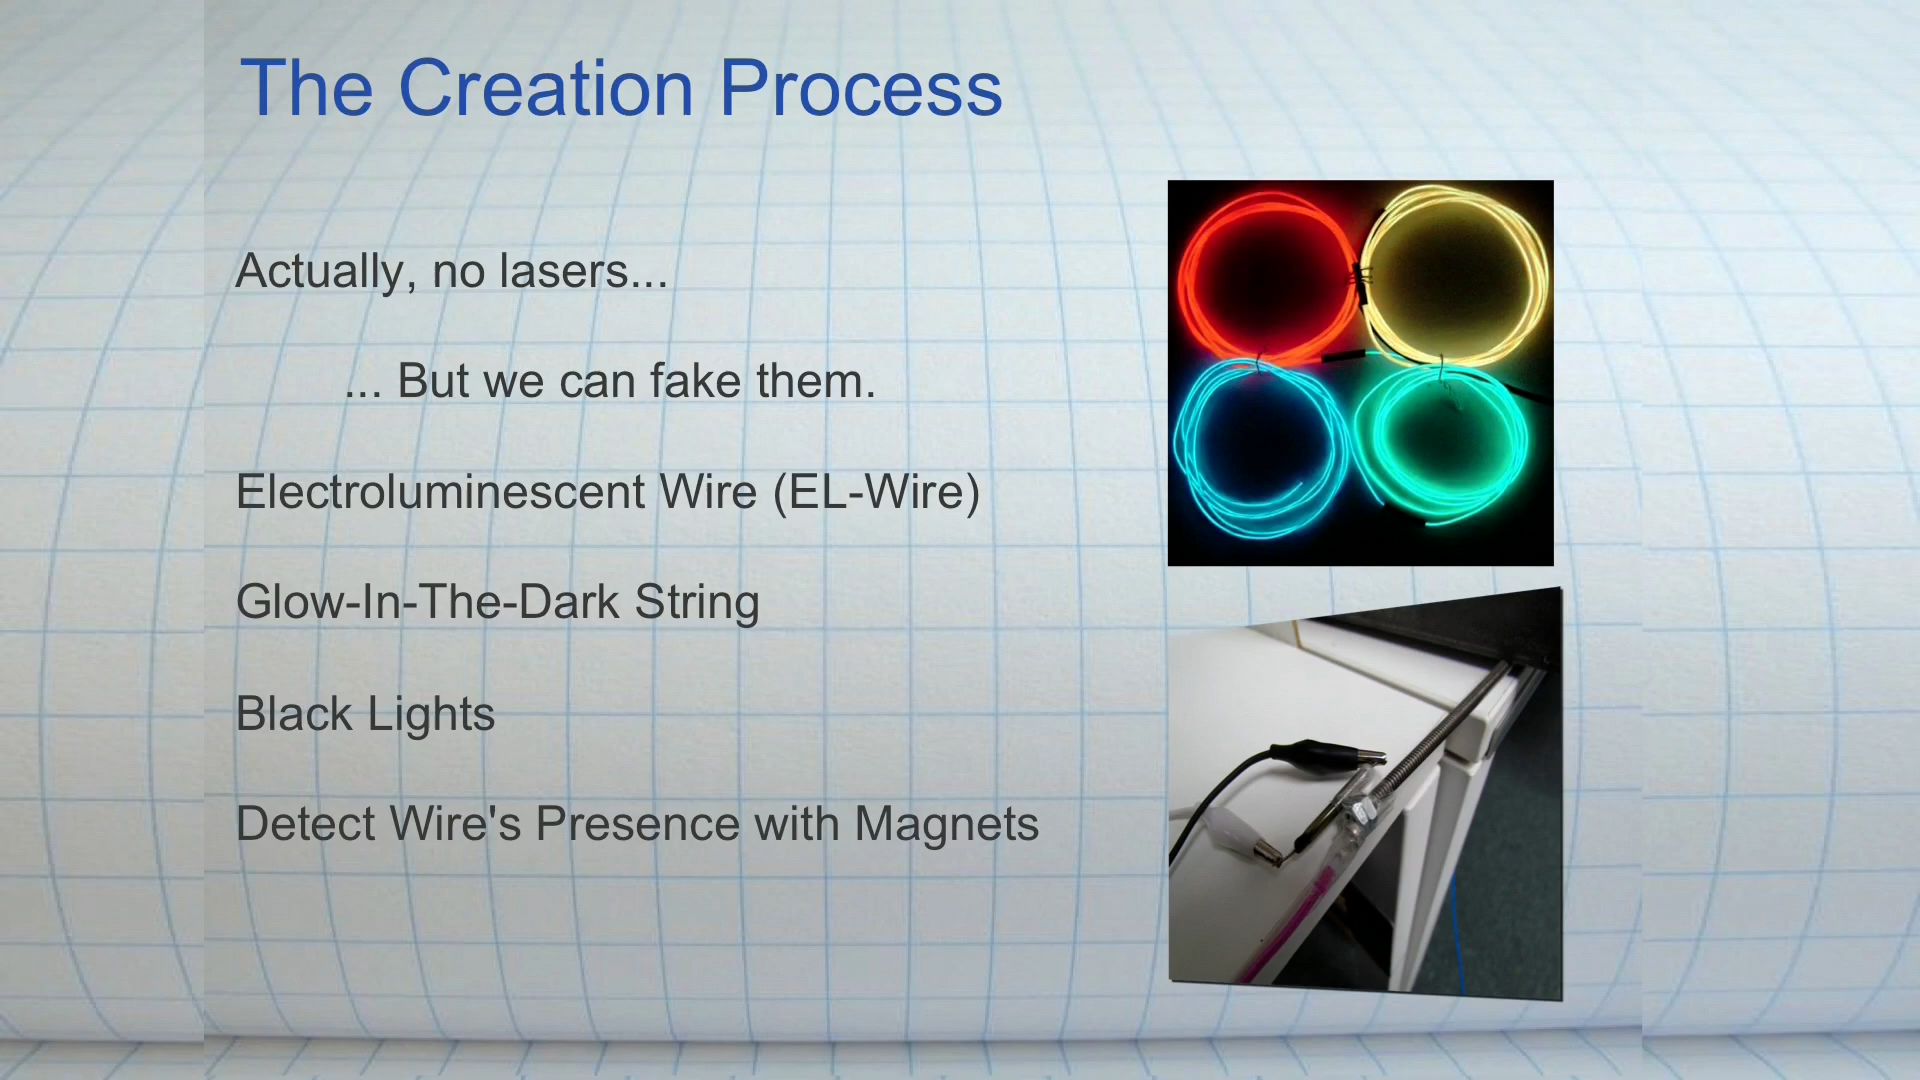 The Creation Process
Actually, no lasers...
... But we can fake them.
Electroluminescent Wire (EL-Wire)
Glow-In-The-Dark String
Black Lights
Detect Wire's Presence with Magnets